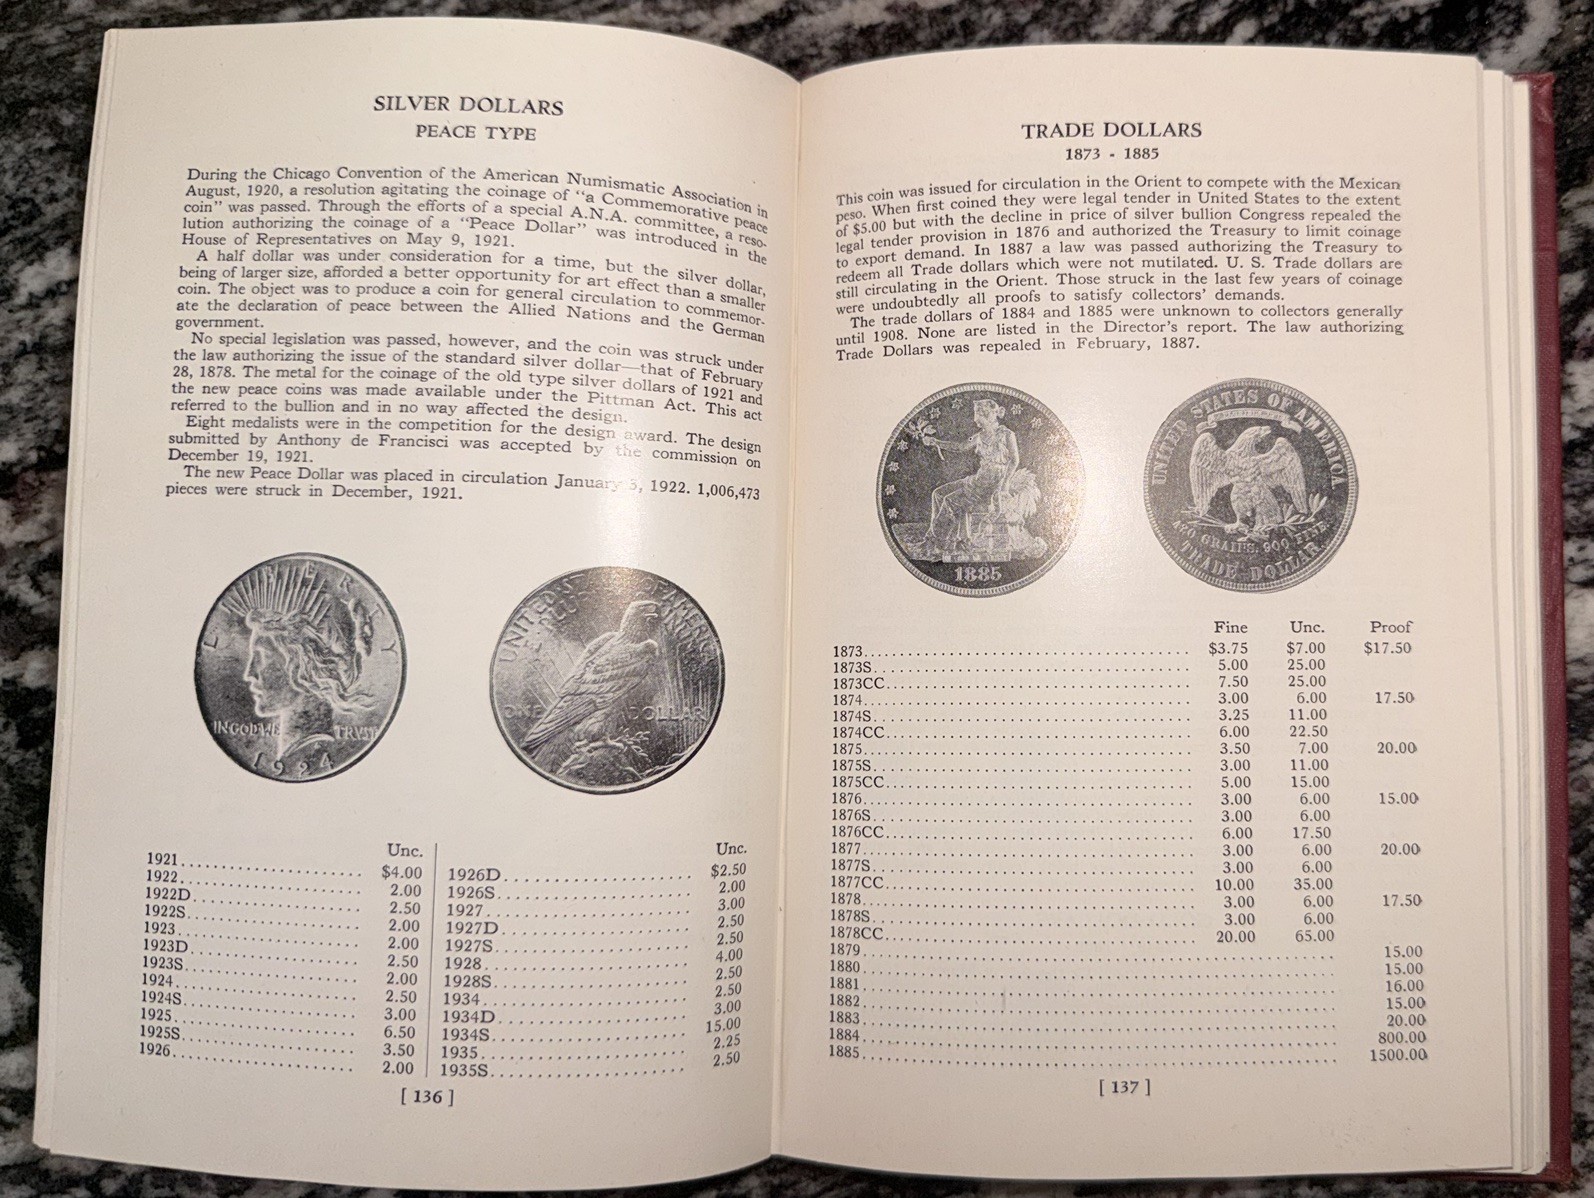 SILVER DOLLARS
PEACE TYPE
During the Chicago Convention of the American Numismatic Association in
August, 1920, a resolution agitating the coinage of "a Commemorative peace
coin" was passed. Through the efforts of a special A.N.A. committee, a reso-
lution authorizing the coinage of a "Peace Dollar" was introduced in the
House of Representatives on May 9, 1921.
A half dollar was under consideration for a time, but the silver dollar,
being of larger size, afforded a better opportunity for art effect than a smaller
coin. The object was to produce a coin for general circulation to commemor-
ate the declaration of peace between the Allied Nations and the German
government.
No special legislation was passed, however, and the coin was struck under
the law authorizing the issue of the standard silver dollar—that of February
28, 1878. The metal for the coinage of the old type silver dollars of 1921 and
the new peace coins was made available under the Pittman Act. This act
referred to the bullion and in no way affected the design.
Eight medalists were in the competition for the design award. The design
submitted by Anthony de Francisci was accepted by the commission on
December 19, 1921.
The new Peace Dollar was placed in circulation January 3, 1922. 1,006,473
pieces were struck in December, 1921.
LIBERTY
IN GOD WE TRVST
1924
UNITED·STATES OF AMERICA
ONE DOLLAR
Unc.
1921 $4.00
1922 2.00
1922D 2.50
1922S 2.00
1923 2.00
1923D 2.50
1923S 2.00
1924 2.50
1924S 3.00
1925 6.50
1925S 3.50
1926 2.00
Unc.
1926D $2.50
1926S 2.00
1927 3.00
1927D 2.50
1927S 2.50
1928 4.00
1928S 2.50
1934 2.50
1934D 3.00
1934S 15.00
1935 2.25
1935S 2.50
[ 136 ]
TRADE DOLLARS
1873 - 1885
This coin was issued for circulation in the Orient to compete with the Mexican
peso. When first coined they were legal tender in United States to the extent
of $5.00 but with the decline in price of silver bullion Congress repealed the
legal tender provision in 1876 and authorized the Treasury to limit coinage
to export demand. In 1887 a law was passed authorizing the Treasury to
redeem all Trade dollars which were not mutilated. U. S. Trade dollars are
still circulating in the Orient. Those struck in the last few years of coinage
were undoubtedly all proofs to satisfy collectors' demands.
The trade dollars of 1884 and 1885 were unknown to collectors generally
until 1908. None are listed in the Director's report. The law authorizing
Trade Dollars was repealed in February, 1887.
1885
UNITED STATES OF AMERICA
420 GRAINS, 900 FINE.
TRADE DOLLAR.
Fine Unc. Proof
1873 $3.75 $7.00 $17.50
1873S 5.00 25.00
1873CC 7.50 25.00
1874 3.00 6.00 17.50
1874S 3.25 11.00
1874CC 6.00 22.50
1875 3.50 7.00 20.00
1875S 3.00 11.00
1875CC 5.00 15.00
1876 3.00 6.00 15.00
1876S 3.00 6.00
1876CC 6.00 17.50
1877 3.00 6.00 20.00
1877S 3.00 6.00
1877CC 10.00 35.00
1878 3.00 6.00 17.50
1878S 3.00 6.00
1878CC 20.00 65.00
1879 15.00
1880 15.00
1881 16.00
1882 15.00
1883 20.00
1884 800.00
1885 1500.00
[ 137 ]